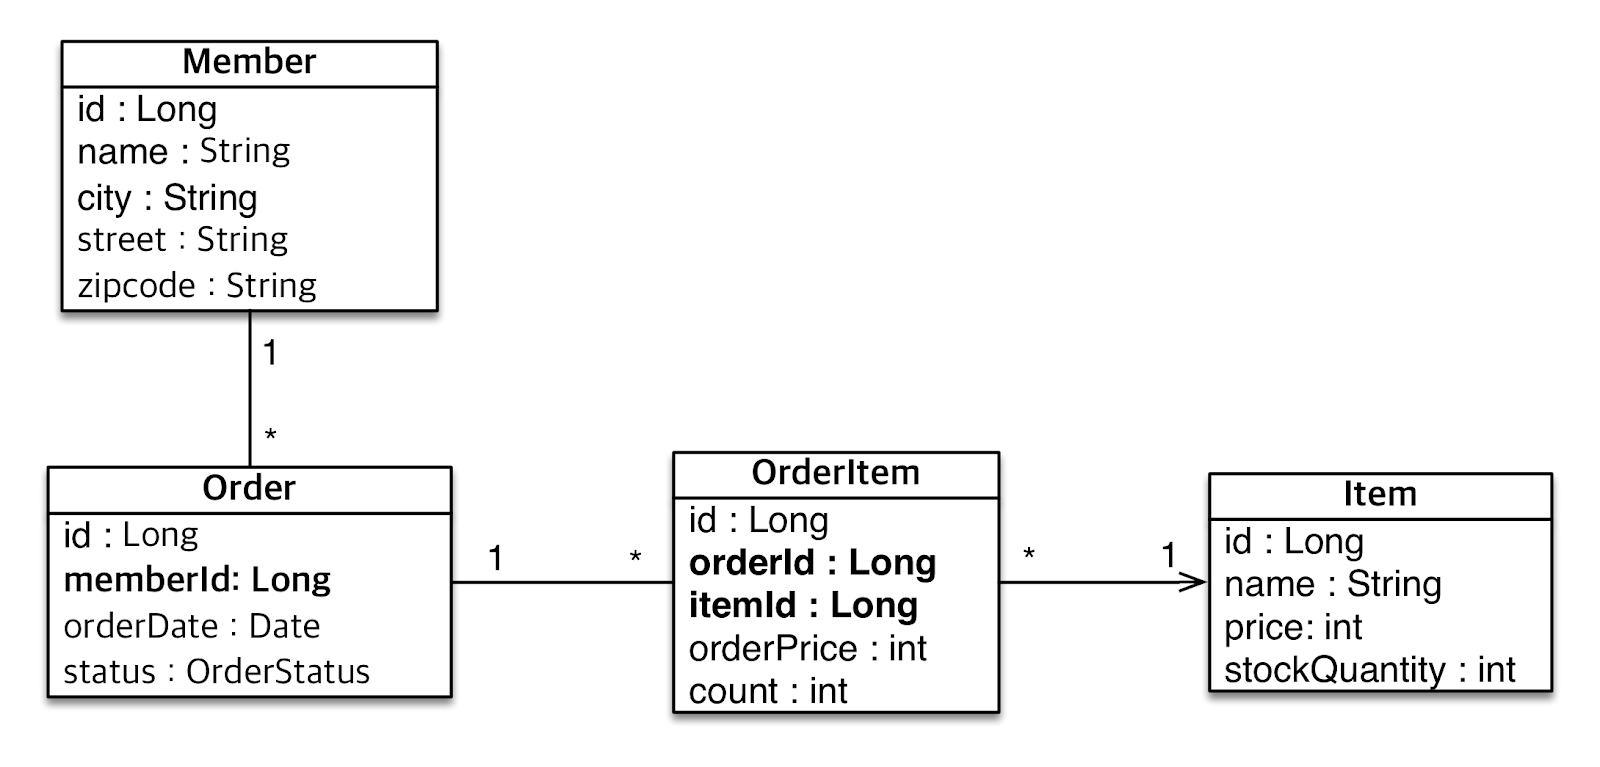 Member
id : Long
name : String
city : String
street : String
zipcode : String
1
*
Order
id : Long
memberId: Long
orderDate : Date
status : OrderStatus
1
*
OrderItem
id : Long
orderId : Long
itemId : Long
orderPrice : int
count : int
*
1
Item
id : Long
name : String
price: int
stockQuantity : int